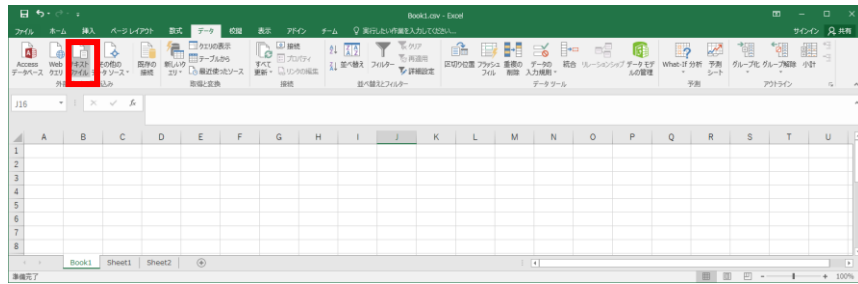 Book1.csv - Excel
ファイル ホーム 挿入 ページ レイアウト 数式 データ 校閲 表示 アドイン チーム 実行したい作業を入力してください... サインイン 共有
Access データベース
Web クエリ
テキスト ファイル
その他の データソース
既存の 接続
新しいクエリ
クエリの表示
テーブルから
最近使ったソース
取得と変換
すべて 更新
接続
プロパティ
リンクの編集
接続
並べ替え
フィルター
クリア
再適用
詳細設定
並べ替えとフィルター
区切り位置
フラッシュ フィル
重複の 削除
データの 入力規則
統合
リレーションシップ
データ モデルの管理
データ ツール
What-If 分析
予測 シート
予測
グループ化
グループ解除
小計
アウトライン
J16 fx
A B C D E F G H I J K L M N O P Q R S T U
1
2
3
4
5
6
7
8
Book1 Sheet1 Sheet2
準備完了 100%